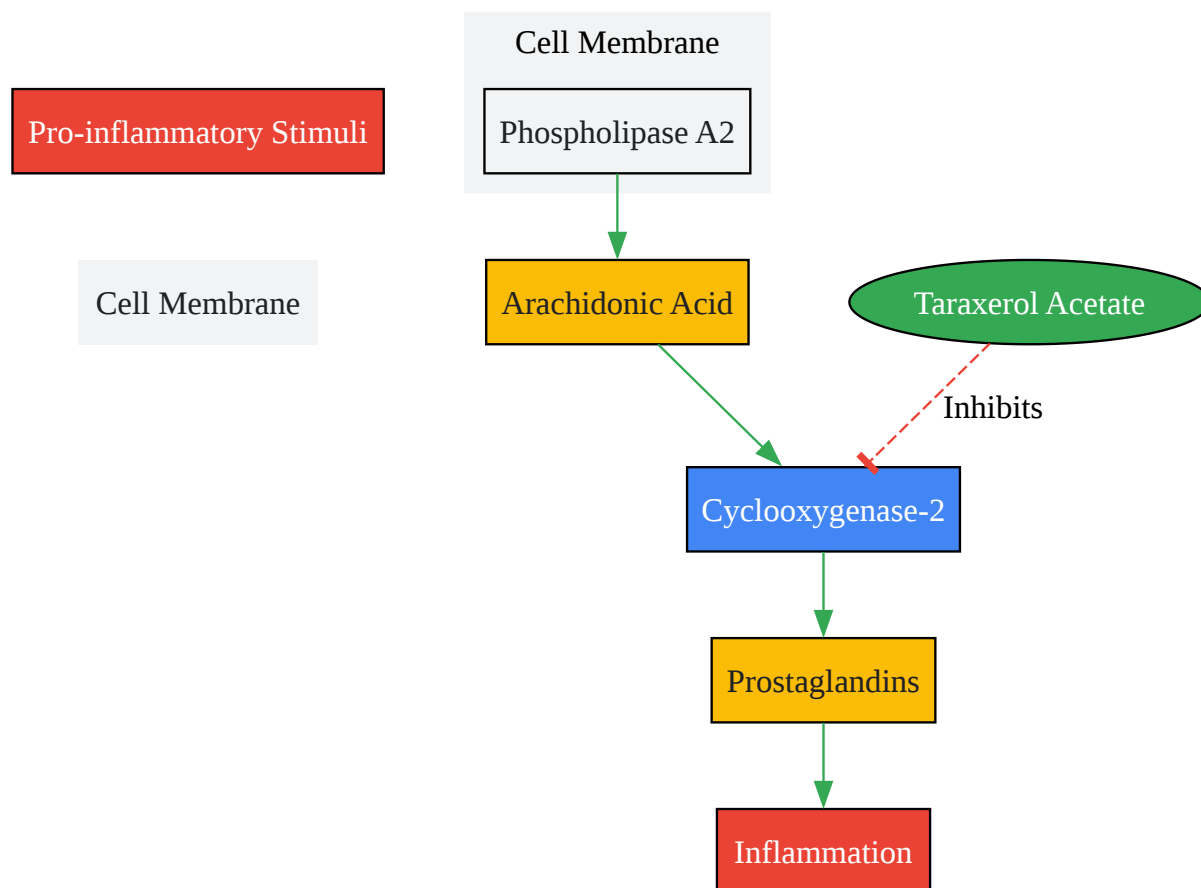 Cell Membrane
Pro-inflammatory Stimuli
Phospholipase A2
Cell Membrane
Arachidonic Acid
Taraxerol Acetate
Inhibits
Cyclooxygenase-2
Prostaglandins
Inflammation